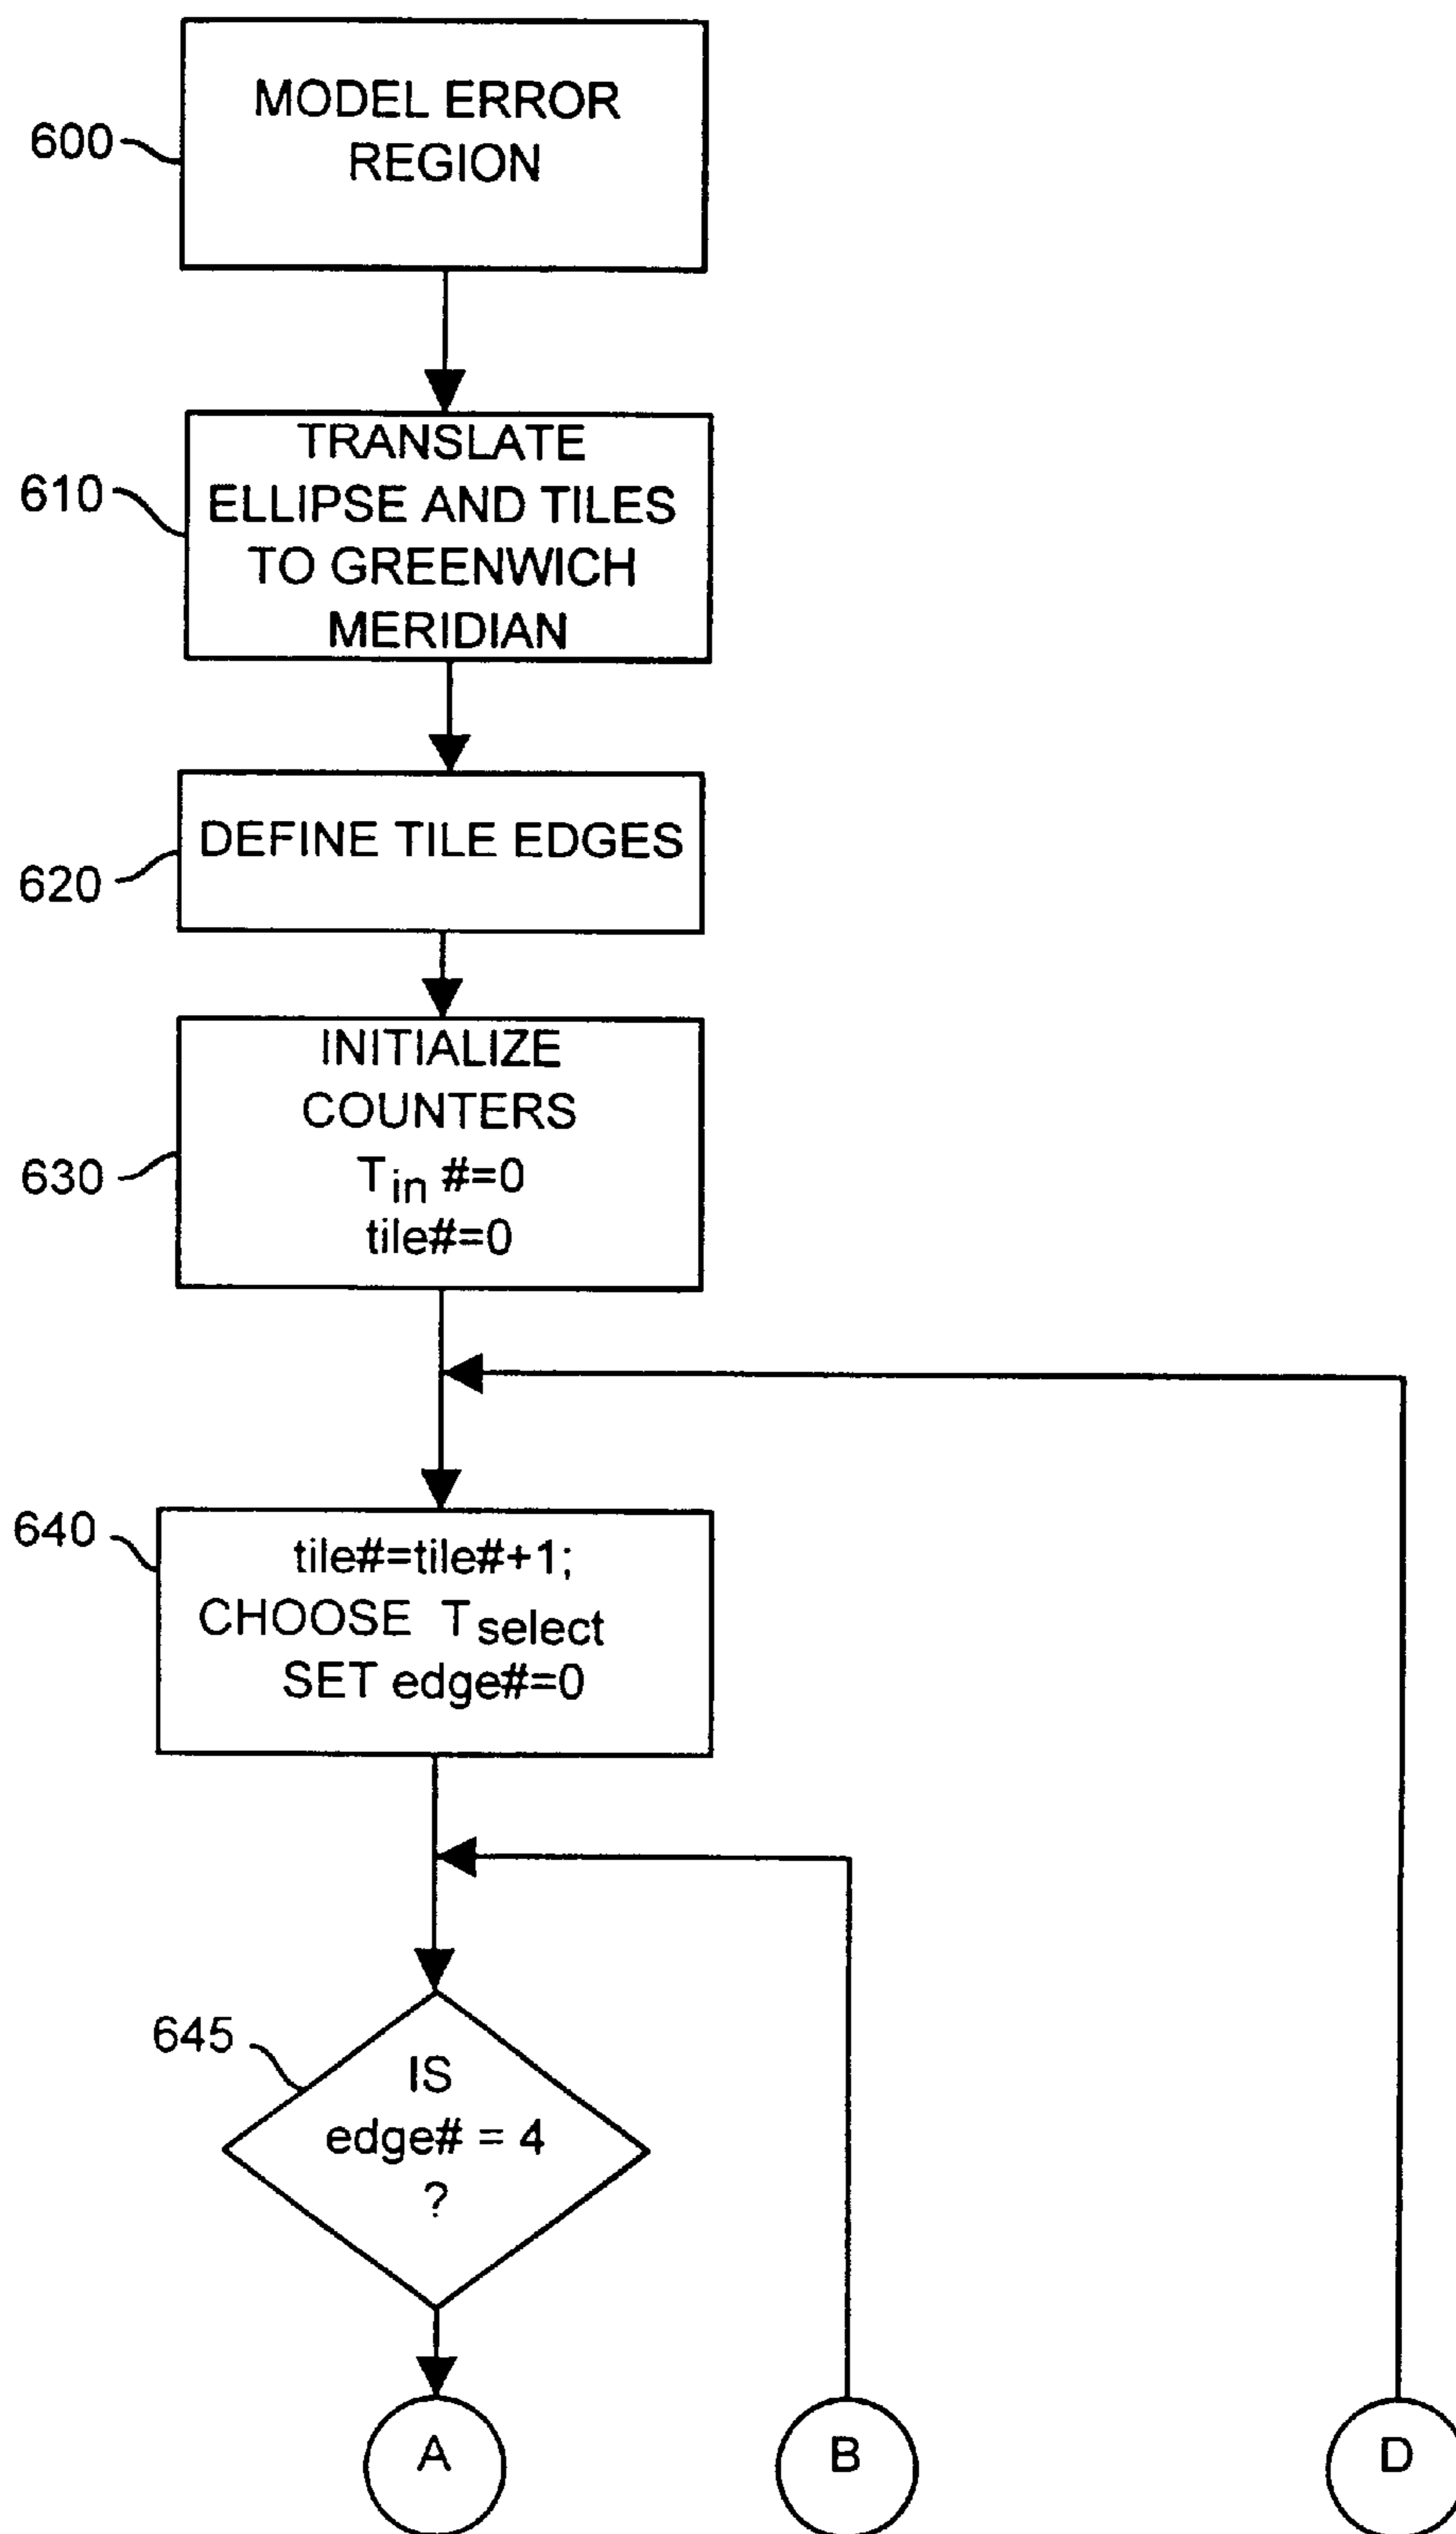 MODEL ERROR
REGION
600
TRANSLATE
ELLIPSE AND TILES
TO GREENWICH
MERIDIAN
610
DEFINE TILE EDGES
620
INITIALIZE
COUNTERS
Tin #=0
tile#=0
630
640
tile#=tile#+1;
CHOOSE Tselect
SET edge#=0
645
IS
edge# = 4
?
A
B
D